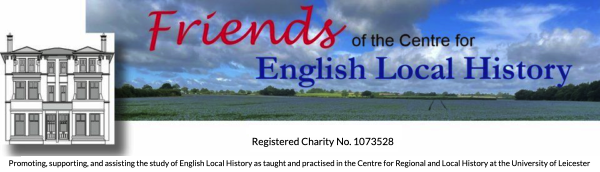 Friends of the Centre for
English Local History
Registered Charity No. 1073528
Promoting, supporting, and assisting the study of English Local History as taught and practised in the Centre for Regional and Local History at the University of Leicester